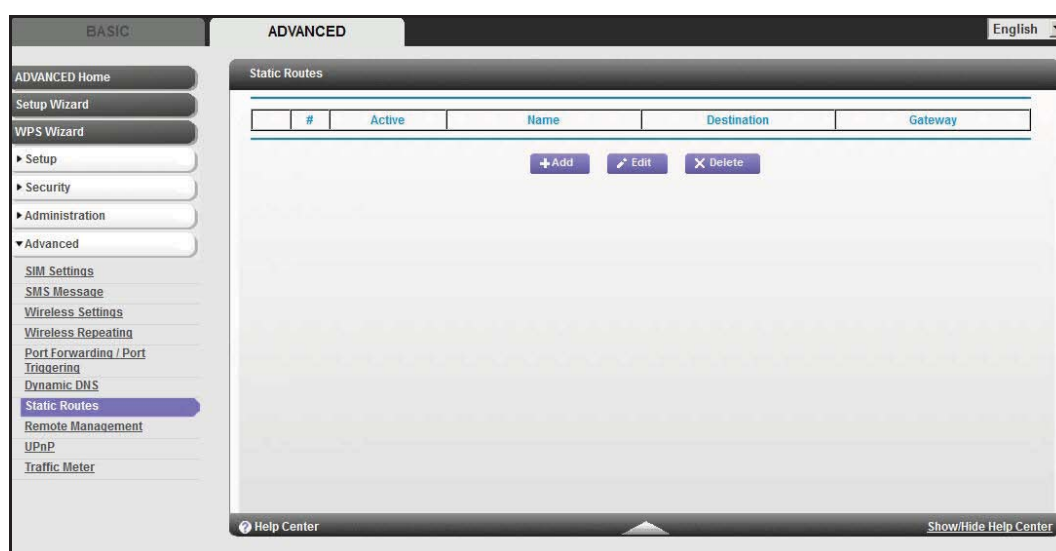 BASIC
ADVANCED
English
ADVANCED Home
Setup Wizard
WPS Wizard
Setup
Security
Administration
Advanced
SIM Settings
SMS Message
Wireless Settings
Wireless Repeating
Port Forwarding / Port
Triggering
Dynamic DNS
Static Routes
Remote Management
UPnP
Traffic Meter
Static Routes
# Active Name Destination Gateway
+Add Edit X Delete
? Help Center Show/Hide Help Center